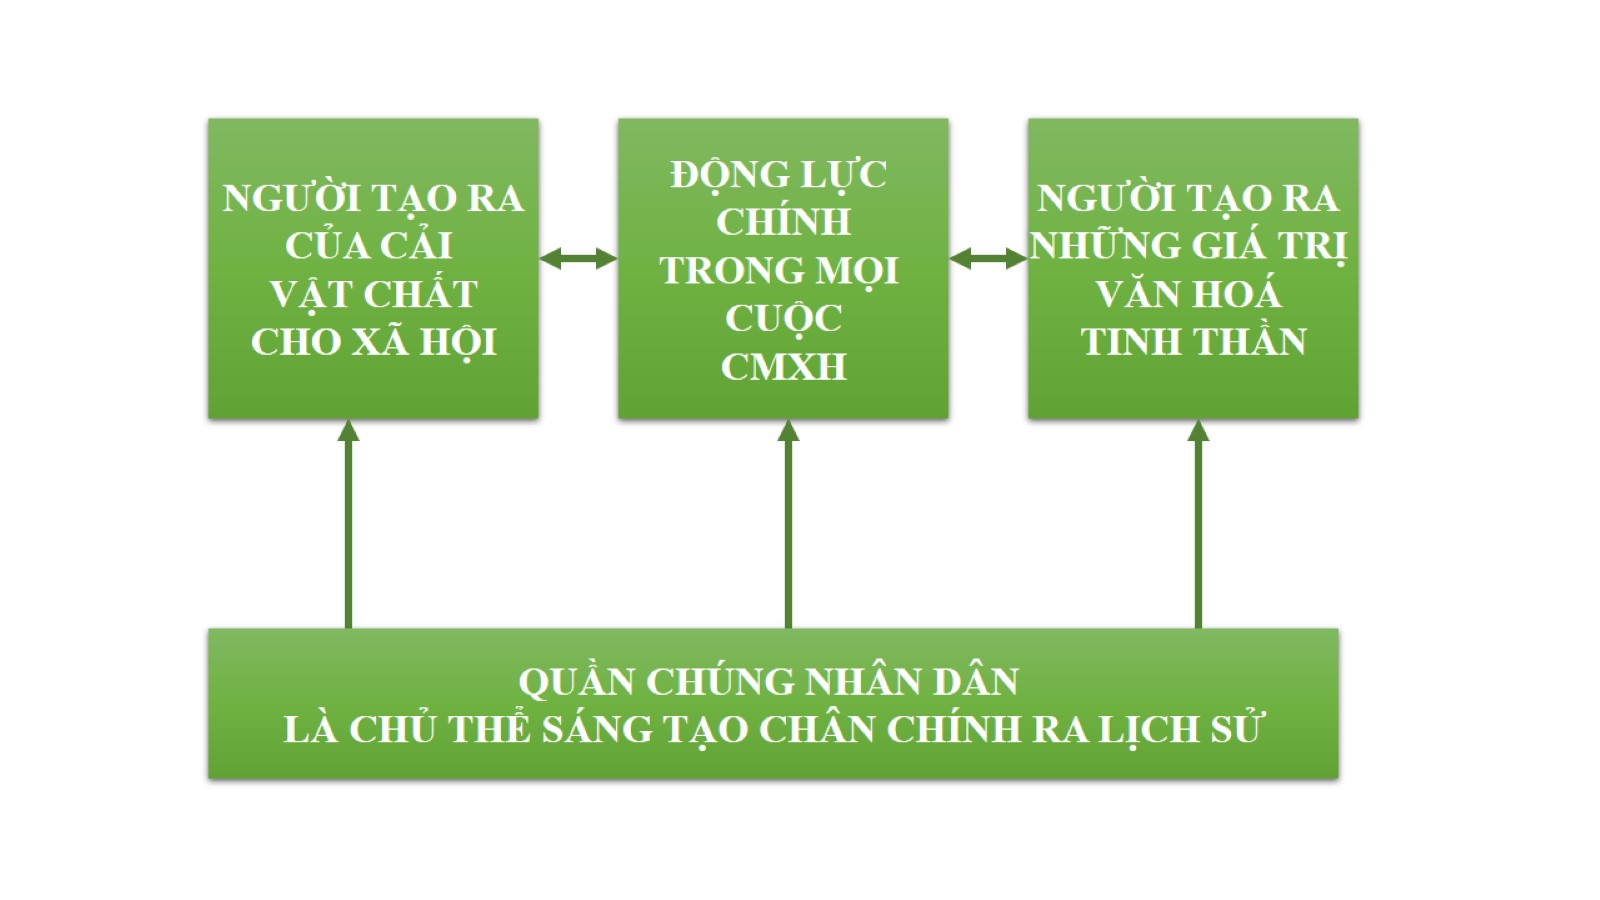 NGƯỜI TẠO RA
CỦA CẢI
VẬT CHẤT
CHO XÃ HỘI
ĐỘNG LỰC
CHÍNH
TRONG MỌI
CUỘC
CMXH
NGƯỜI TẠO RA
NHỮNG GIÁ TRỊ
VĂN HOÁ
TINH THẦN
QUẦN CHÚNG NHÂN DÂN
LÀ CHỦ THỂ SÁNG TẠO CHÂN CHÍNH RA LỊCH SỬ